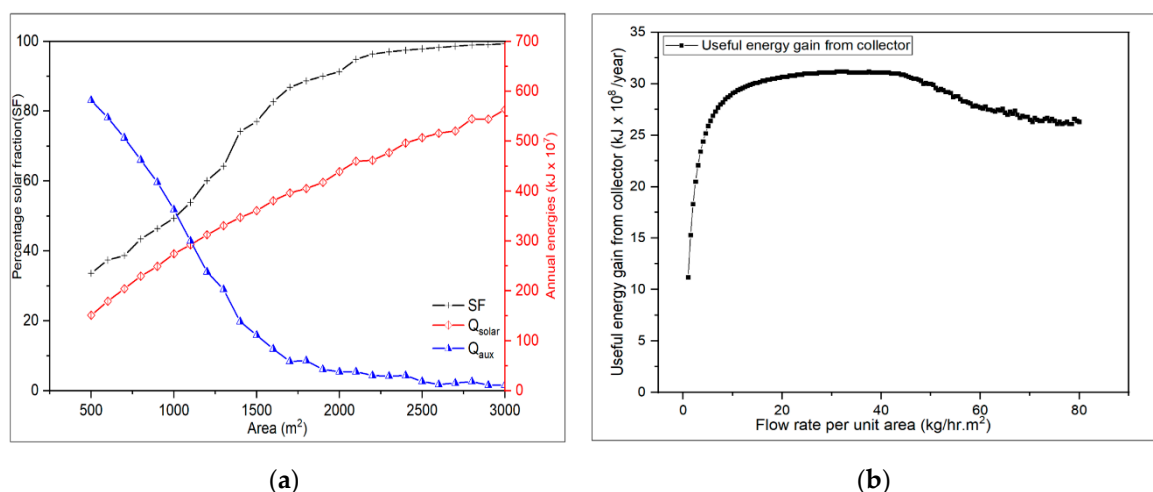 100
80
60
40
20
0
Percentage solar fraction(SF)
700
600
500
400
300
200
100
0
Annual energies (kJ x 10⁷)
SF
Qsolar
Qaux
500 1000 1500 2000 2500 3000
Area (m²)
(a)
35
30
25
20
15
10
5
0
Useful energy gain from collector (kJ x 10⁸ /year)
Useful energy gain from collector
0 20 40 60 80
Flow rate per unit area (kg/hr.m²)
(b)